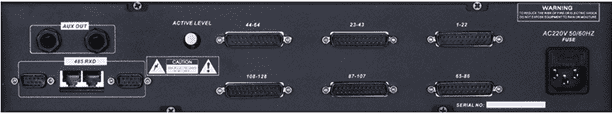 WARNING
TO REDUCE THE RISK OF FIRE OR ELECTRIC SHOCK
DO NOT EXPOSE THIS EQUIPMENT TO RAIN OR MOISTURE
AUX OUT
ACTIVE LEVEL
44-64
23-43
1-22
AC220V 50/60HZ
FUSE
485 RXD
CAUTION
108-128
87-107
65-86
SERIAL NO: